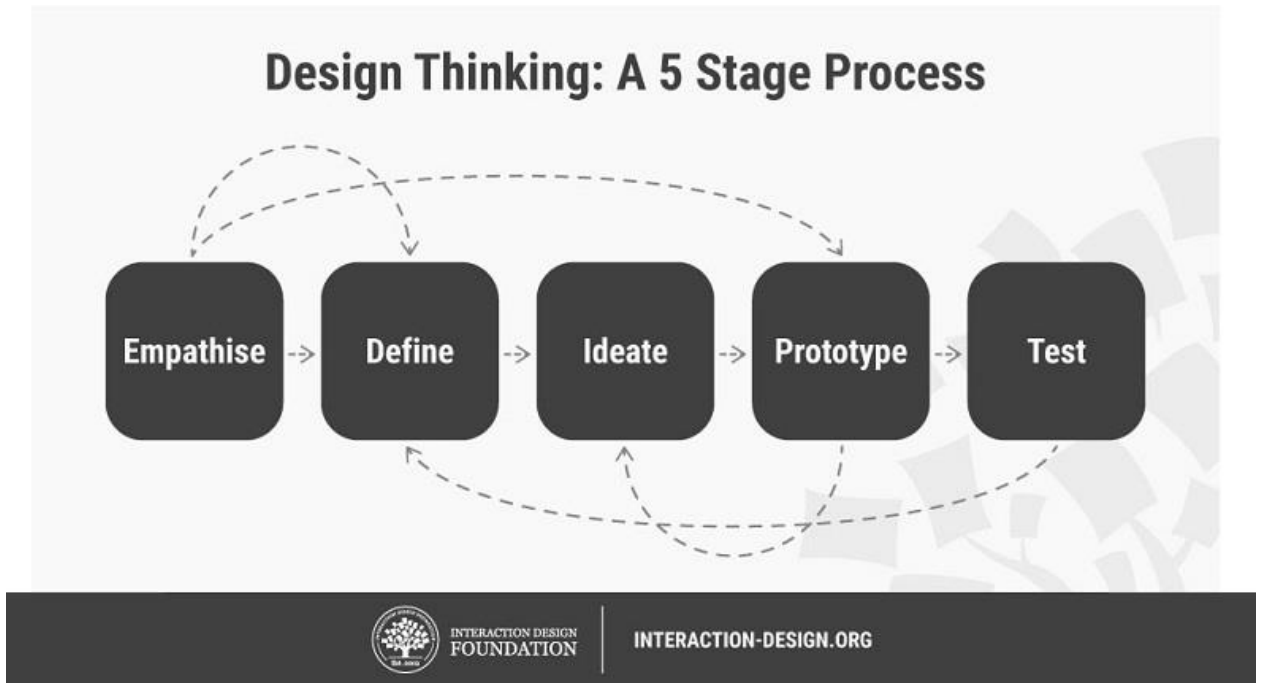 Design Thinking: A 5 Stage Process
Empathise
Define
Ideate
Prototype
Test
INTERACTION DESIGN
FOUNDATION
INTERACTION-DESIGN.ORG